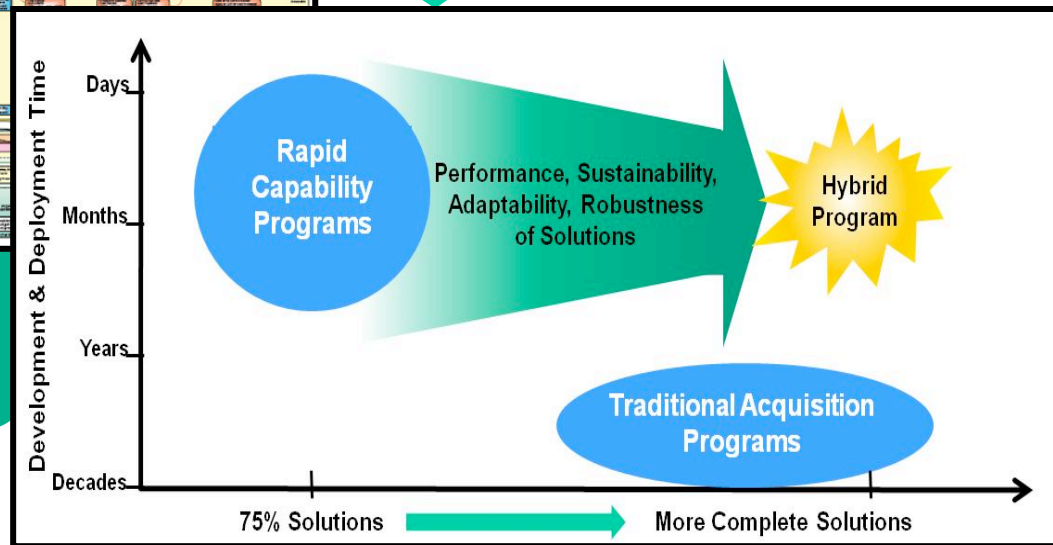 Development & Deployment Time
Days
Months
Years
Decades
Rapid
Capability
Programs
Performance, Sustainability,
Adaptability, Robustness
of Solutions
Hybrid
Program
Traditional Acquisition
Programs
75% Solutions
More Complete Solutions